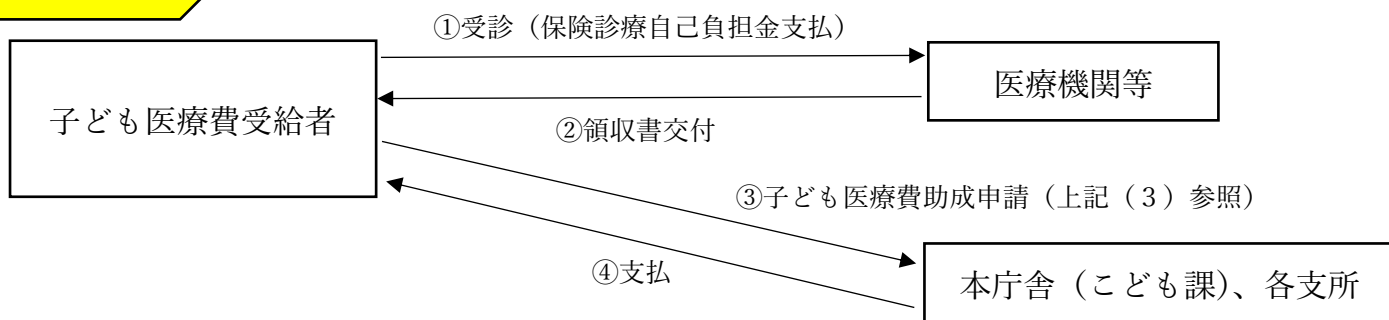 ①受診（保険診療自己負担金支払）
子ども医療費受給者
医療機関等
②領収書交付
③子ども医療費助成申請（上記（３）参照）
④支払
本庁舎（こども課）、各支所